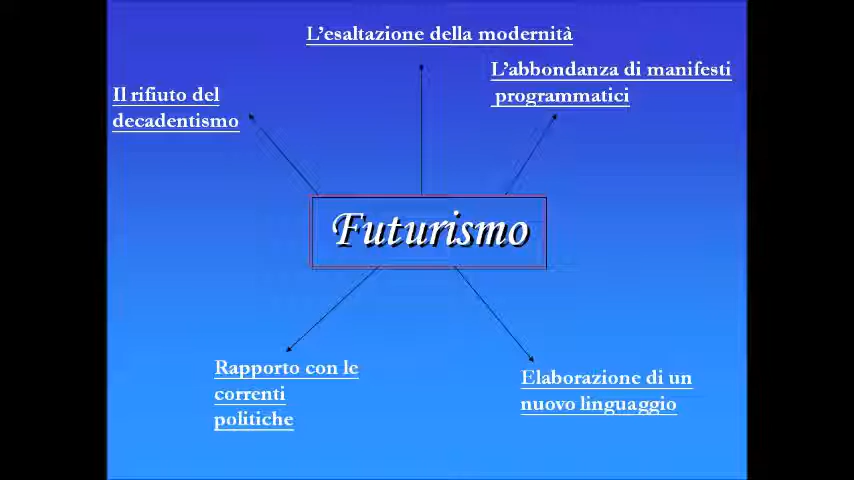 L'esaltazione della modernità
L'abbondanza di manifesti
programmatici
Il rifiuto del
decadentismo
Futurismo
Rapporto con le
correnti
politiche
Elaborazione di un
nuovo linguaggio